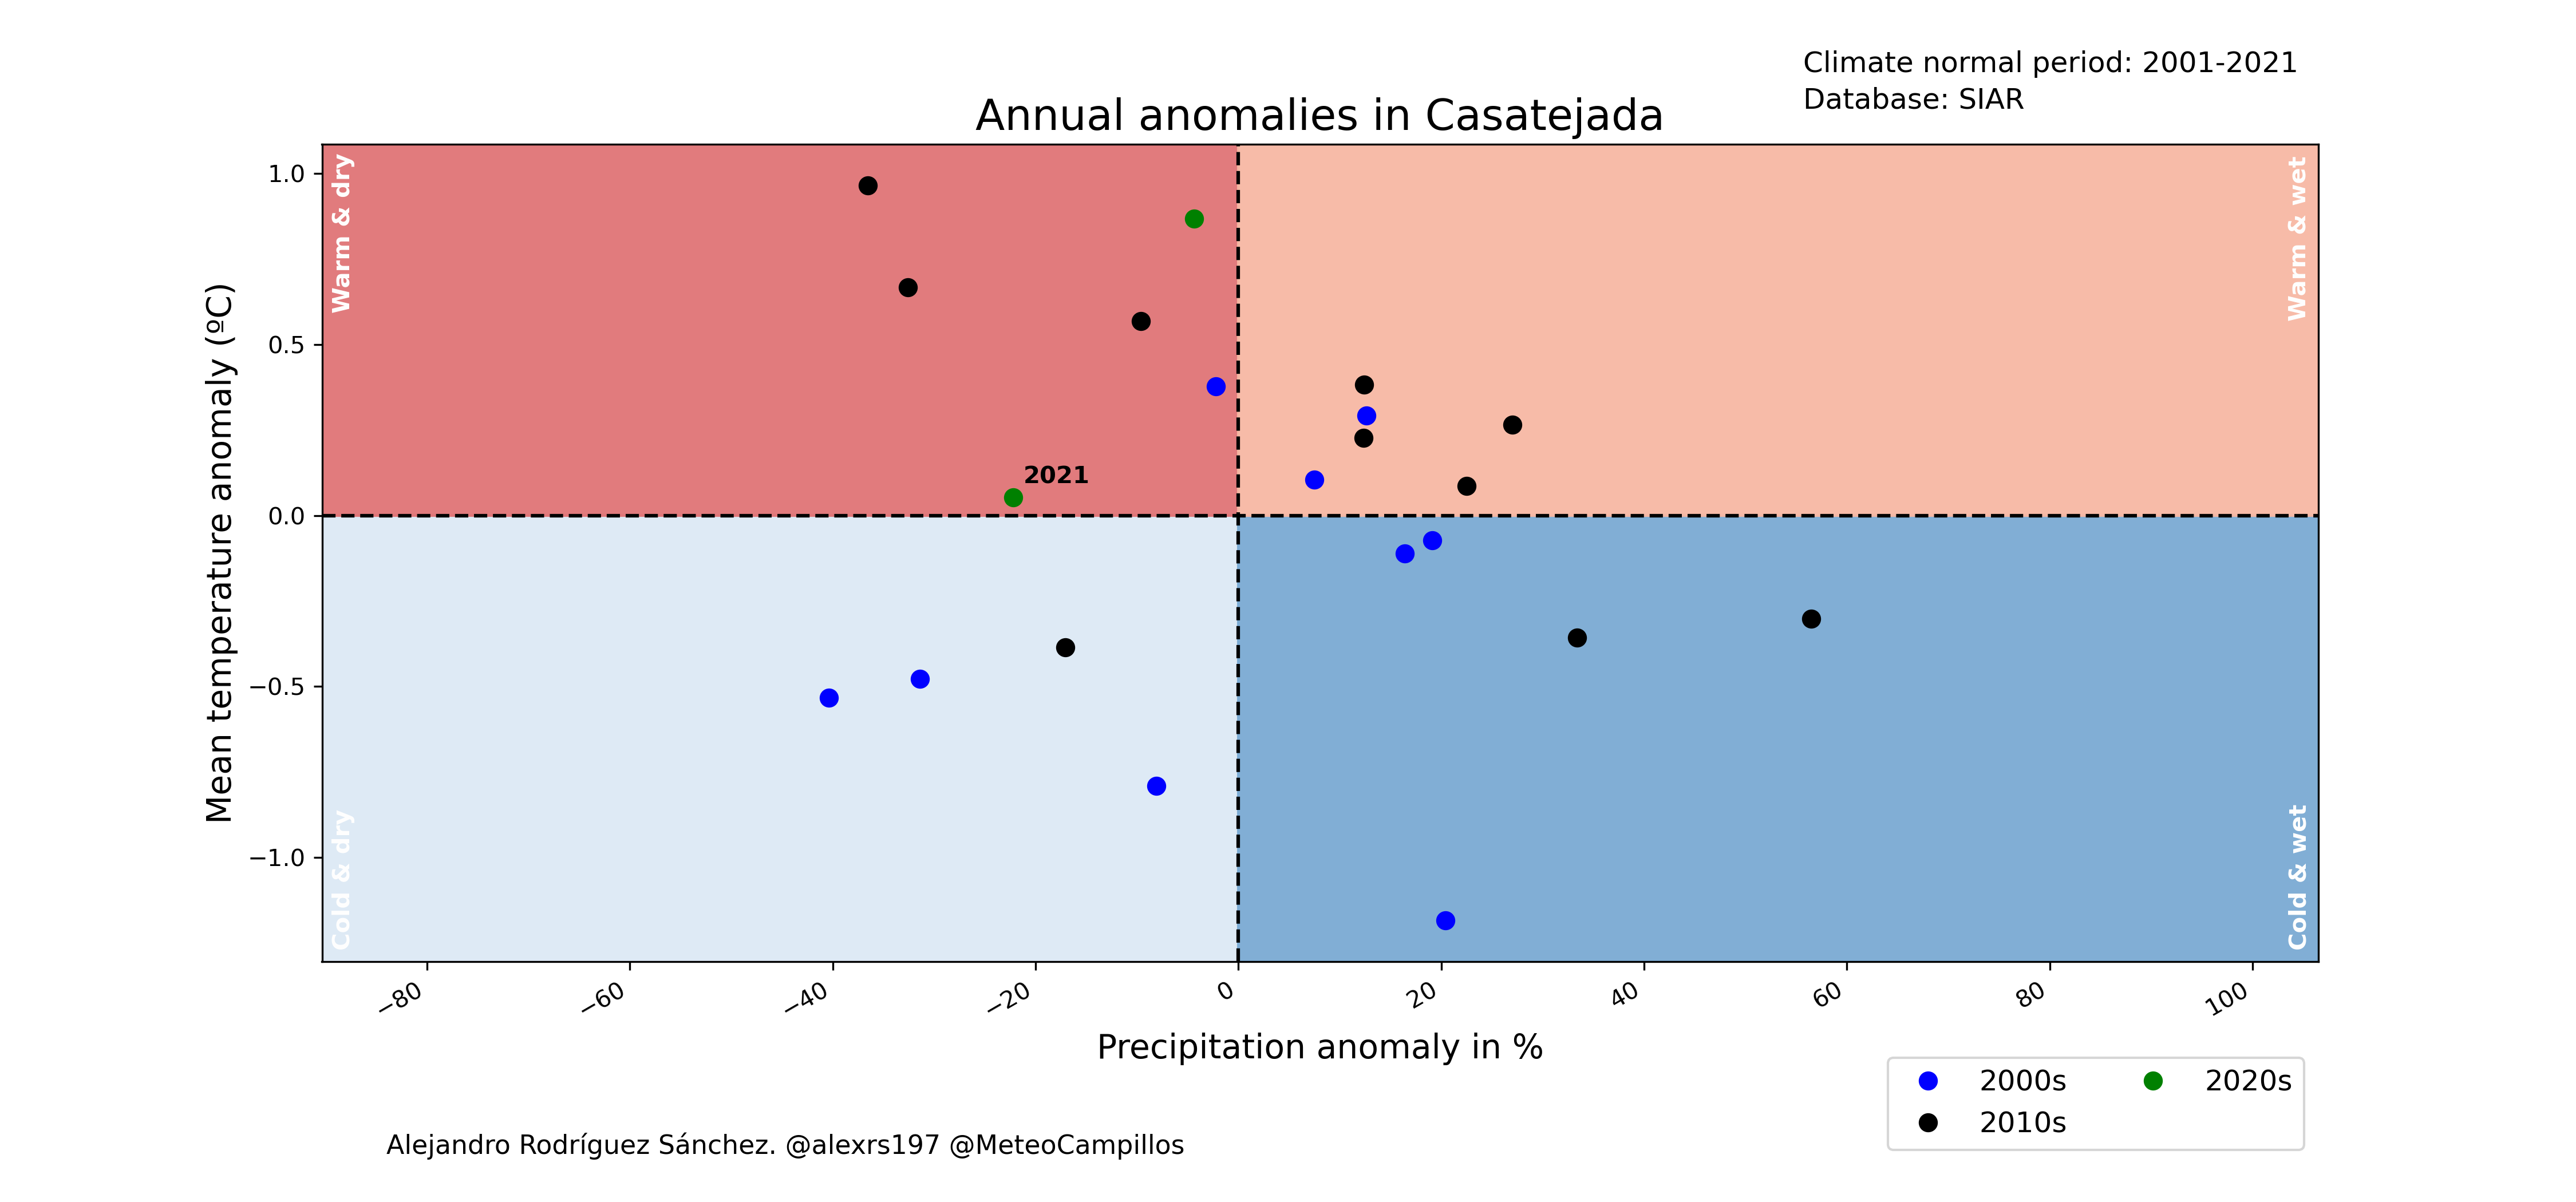 Climate normal period: 2001-2021
Database: SIAR
Annual anomalies in Casatejada
Mean temperature anomaly (ºC)
1.0
0.5
0.0
−0.5
−1.0
Warm & dry
Warm & wet
2021
Cold & dry
Cold & wet
−80
−60
−40
−20
0
20
40
60
80
100
Precipitation anomaly in %
2000s
2010s
2020s
Alejandro Rodríguez Sánchez. @alexrs197 @MeteoCampillos